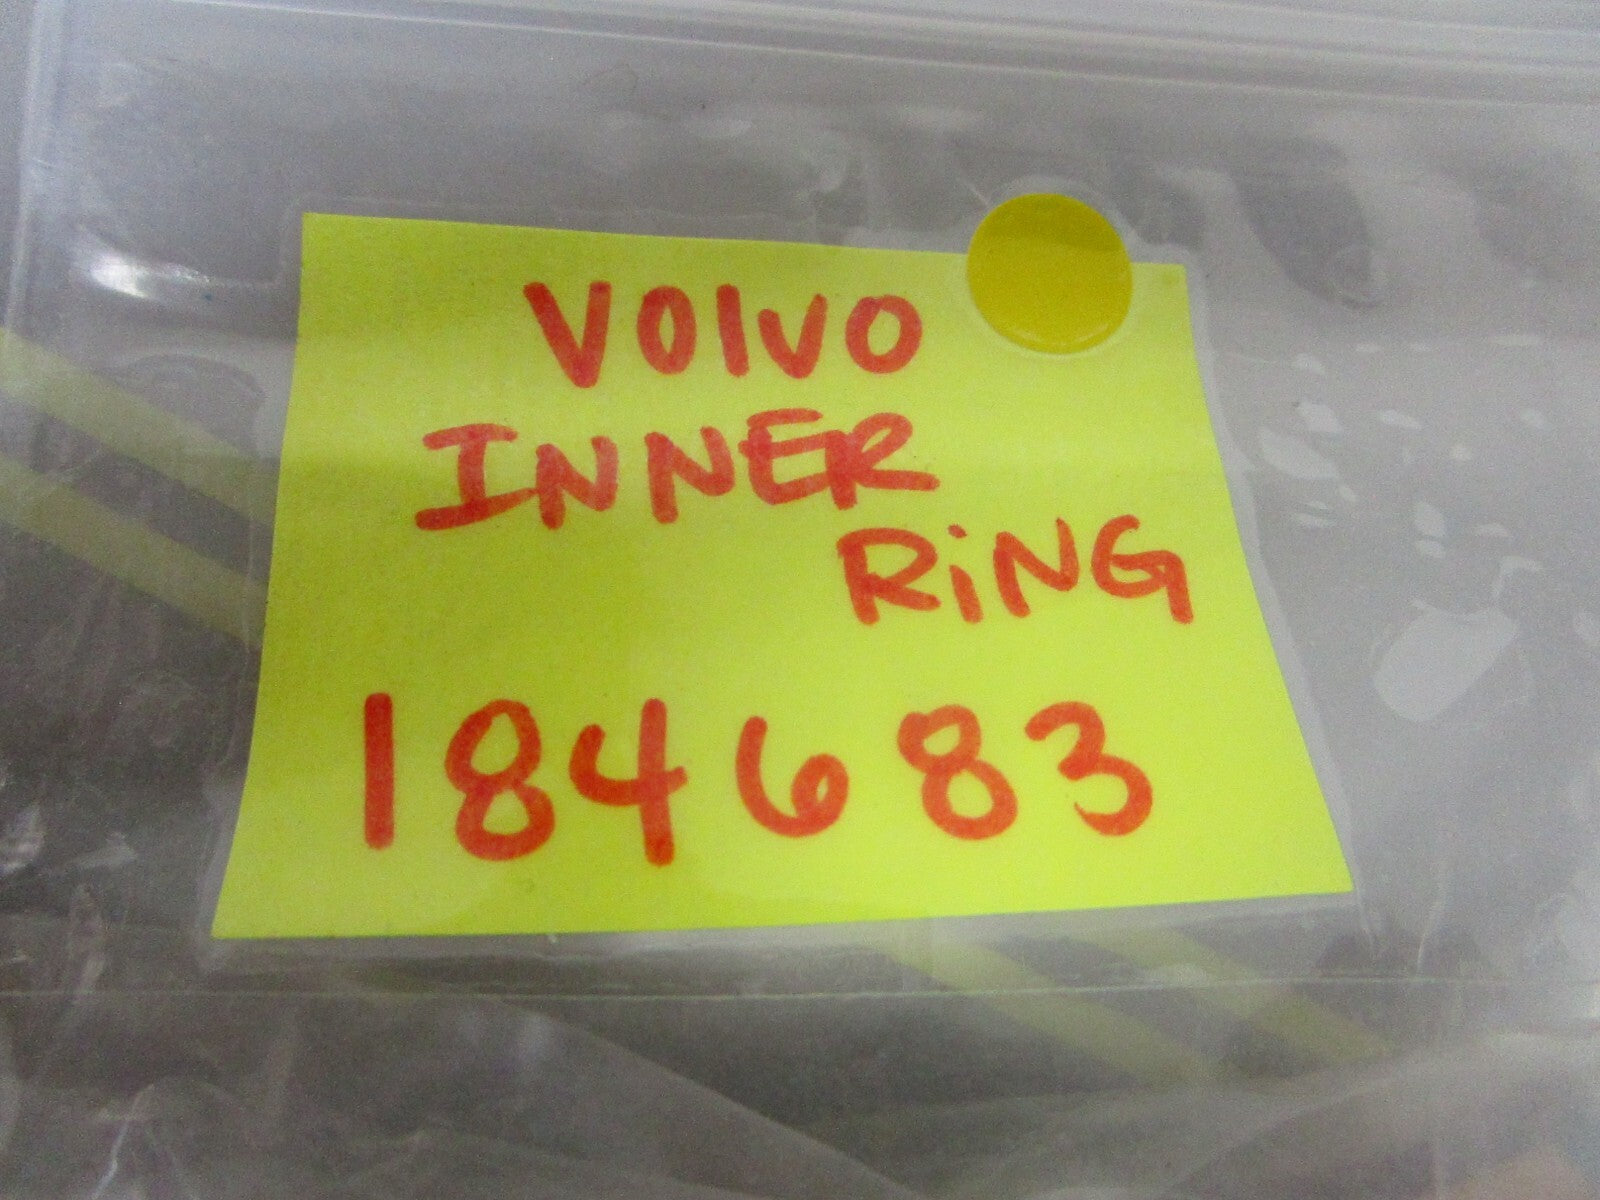 VOlVO
INNER
RiNG
184683